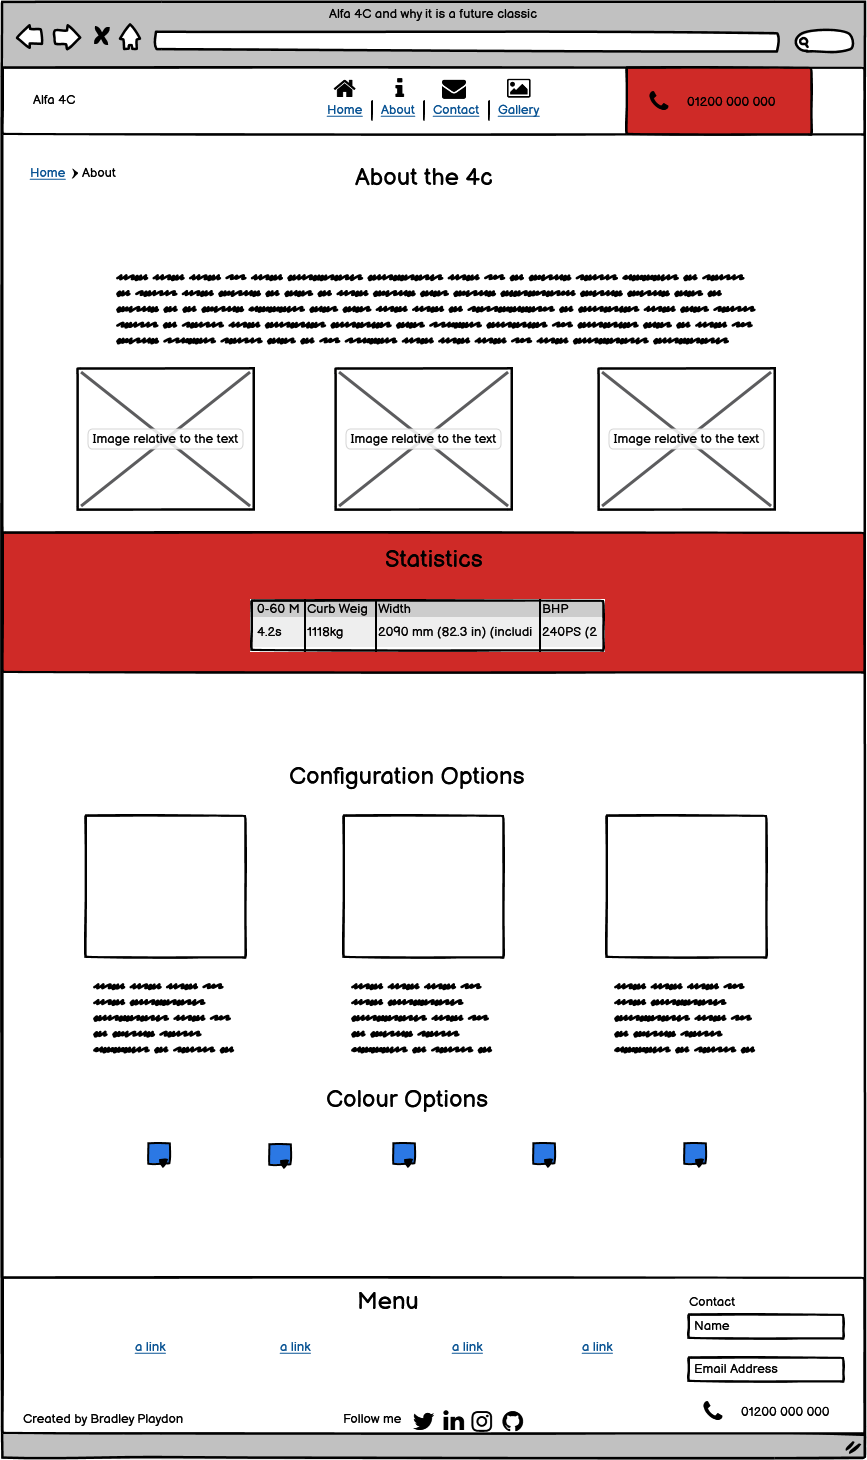 Alfa 4C and why it is a future classic
Alfa 4C
Home
About
Contact
Gallery
01200 000 000
Home
About
About the 4c
Image relative to the text
Image relative to the text
Image relative to the text
Statistics
0-60 M Curb Weig Width BHP
4.2s 1118kg 2090 mm (82.3 in) (includi 240PS (2
Configuration Options
Colour Options
Menu
a link
a link
a link
a link
Contact
Name
Email Address
01200 000 000
Created by Bradley Playdon
Follow me